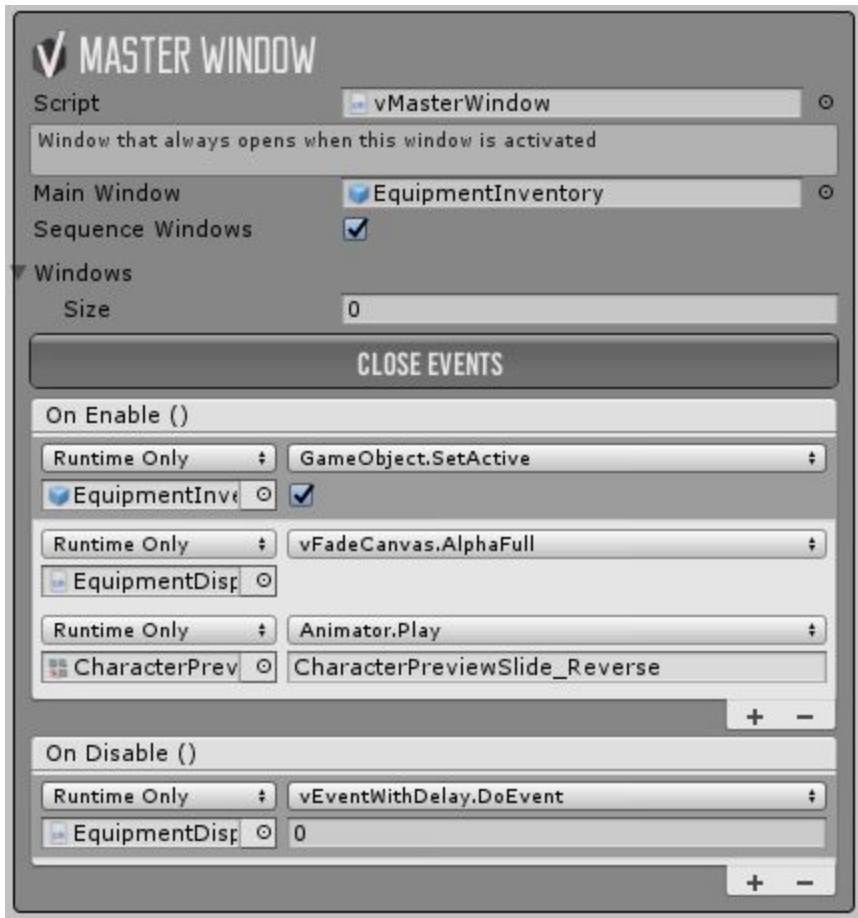 MASTER WINDOW
Script vMasterWindow
Window that always opens when this window is activated
Main Window EquipmentInventory
Sequence Windows
Windows
Size 0
CLOSE EVENTS
On Enable ()
Runtime Only GameObject.SetActive
EquipmentInve
Runtime Only vFadeCanvas.AlphaFull
EquipmentDisp
Runtime Only Animator.Play
CharacterPrev CharacterPreviewSlide_Reverse
+ −
On Disable ()
Runtime Only vEventWithDelay.DoEvent
EquipmentDisp 0
+ −